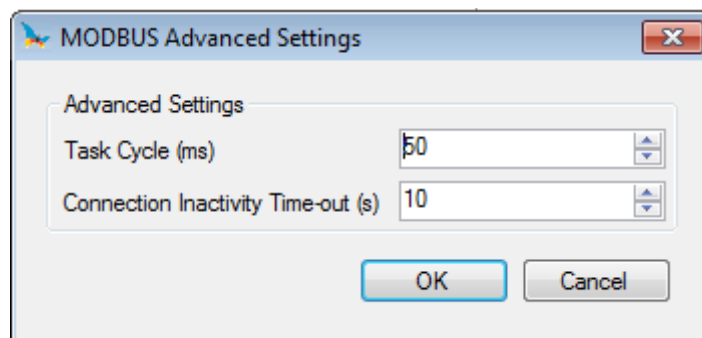 MODBUS Advanced Settings
Advanced Settings
Task Cycle (ms) 50
Connection Inactivity Time-out (s) 10
OK Cancel